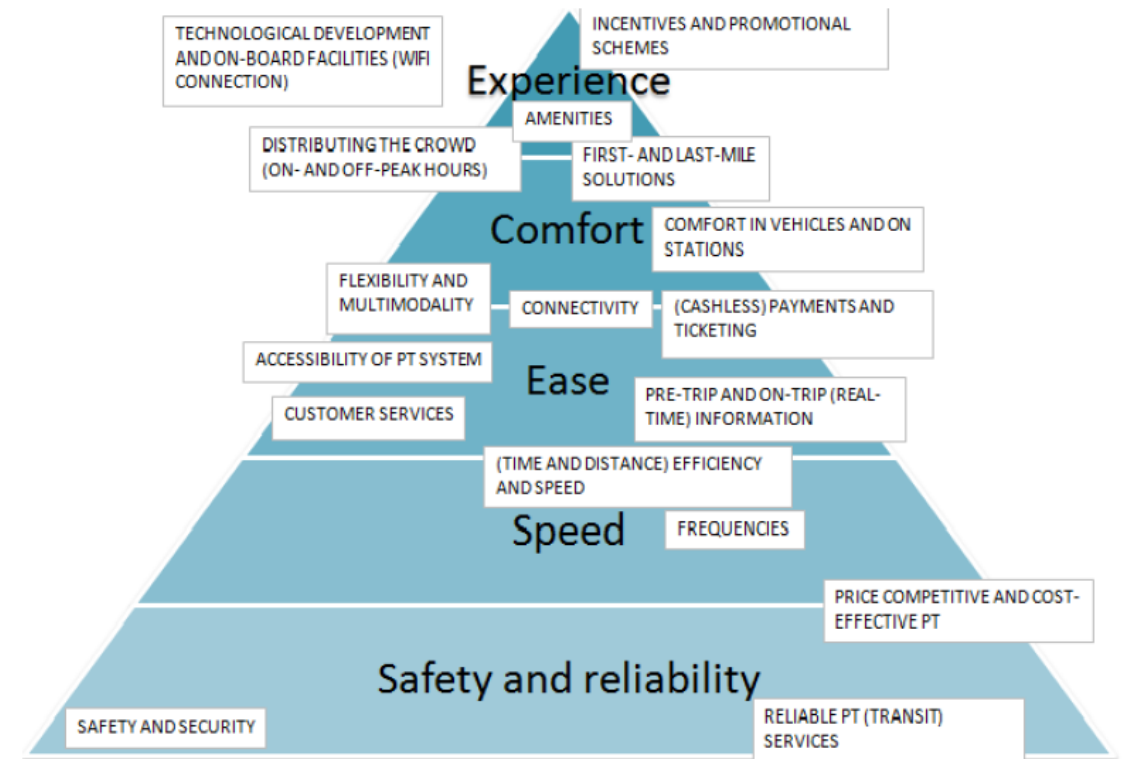 INCENTIVES AND PROMOTIONAL
SCHEMES
TECHNOLOGICAL DEVELOPMENT
AND ON-BOARD FACILITIES (WIFI
CONNECTION)
Experience
AMENITIES
DISTRIBUTING THE CROWD
(ON- AND OFF-PEAK HOURS)
FIRST- AND LAST-MILE
SOLUTIONS
Comfort
COMFORT IN VEHICLES AND ON
STATIONS
FLEXIBILITY AND
MULTIMODALITY
CONNECTIVITY
(CASHLESS) PAYMENTS AND
TICKETING
ACCESSIBILITY OF PT SYSTEM
Ease
PRE-TRIP AND ON-TRIP (REAL-
TIME) INFORMATION
CUSTOMER SERVICES
(TIME AND DISTANCE) EFFICIENCY
AND SPEED
Speed
FREQUENCIES
PRICE COMPETITIVE AND COST-
EFFECTIVE PT
Safety and reliability
SAFETY AND SECURITY
RELIABLE PT (TRANSIT)
SERVICES